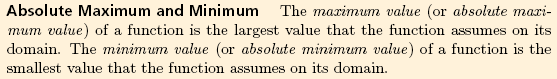 Absolute Maximum and Minimum The maximum value (or absolute maxi-
mum value) of a function is the largest value that the function assumes on its
domain. The minimum value (or absolute minimum value) of a function is the
smallest value that the function assumes on its domain.